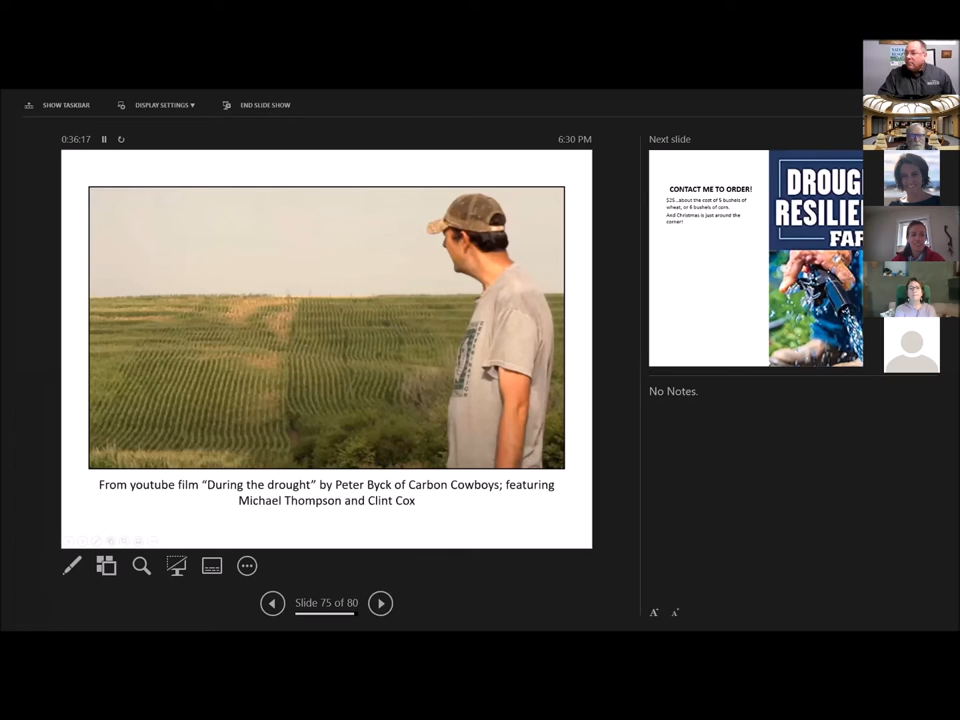 SHOW TASKBAR
DISPLAY SETTINGS ▼
END SLIDE SHOW
0:36:17
6:30 PM
From youtube film “During the drought” by Peter Byck of Carbon Cowboys; featuring
Michael Thompson and Clint Cox
Slide 75 of 80
Next slide
CONTACT ME TO ORDER!
$25...about the cost of 5 bushels of
wheat, or 6 bushels of corn.
And Christmas is just around the
corner!
DROUG
RESILIE
FAR
No Notes.
A A